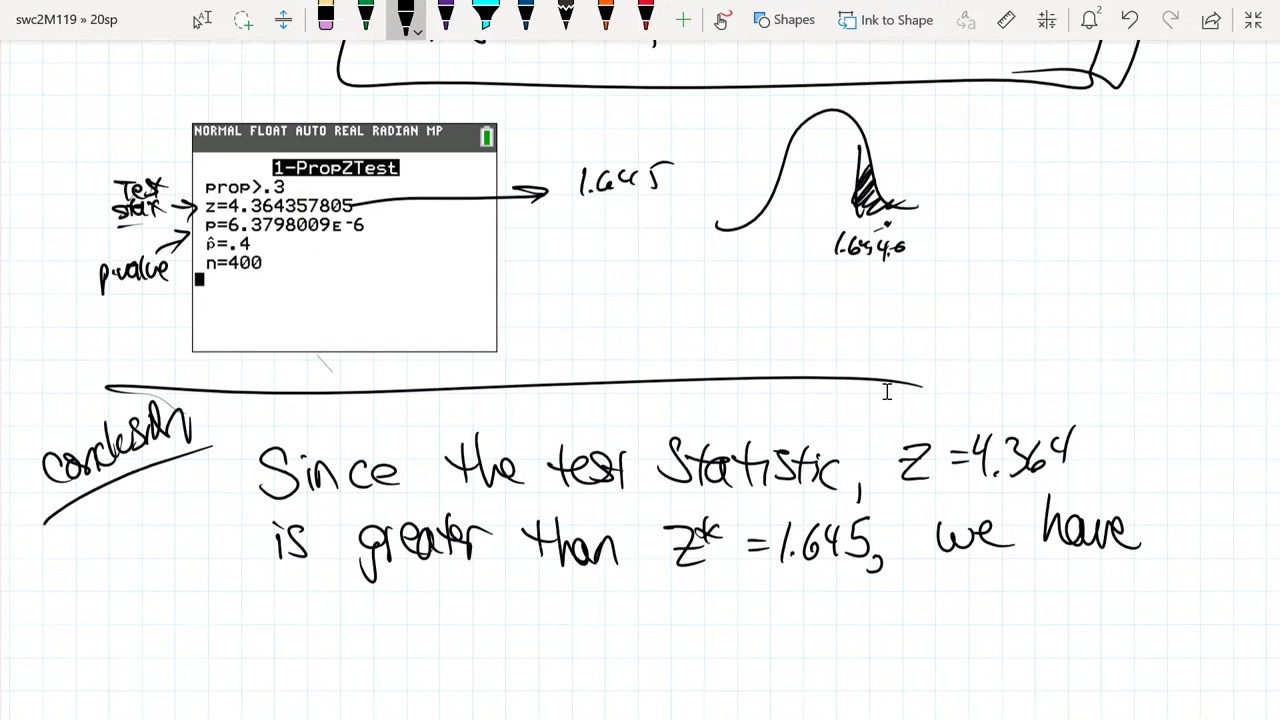 swc2M119 » 20sp
Shapes
Ink to Shape
NORMAL FLOAT AUTO REAL RADIAN MP
1-PropZTest
prop>.3
z=4.364357805
p=6.3798009E-6
p̂=.4
n=400
Test
stat
p-value
1.645
1.645
conclusion
Since the test statistic, z = 4.364
is greater than z* = 1.645, we have